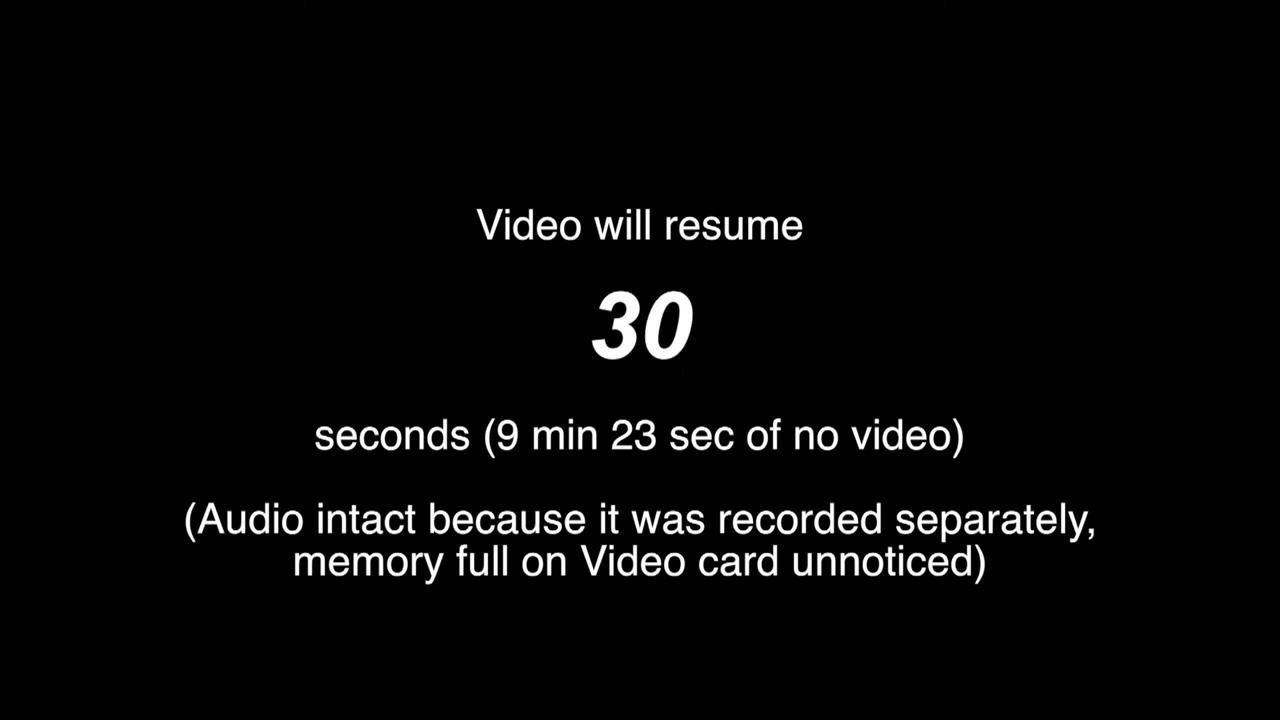 Video will resume
30
seconds (9 min 23 sec of no video)
(Audio intact because it was recorded separately,
memory full on Video card unnoticed)